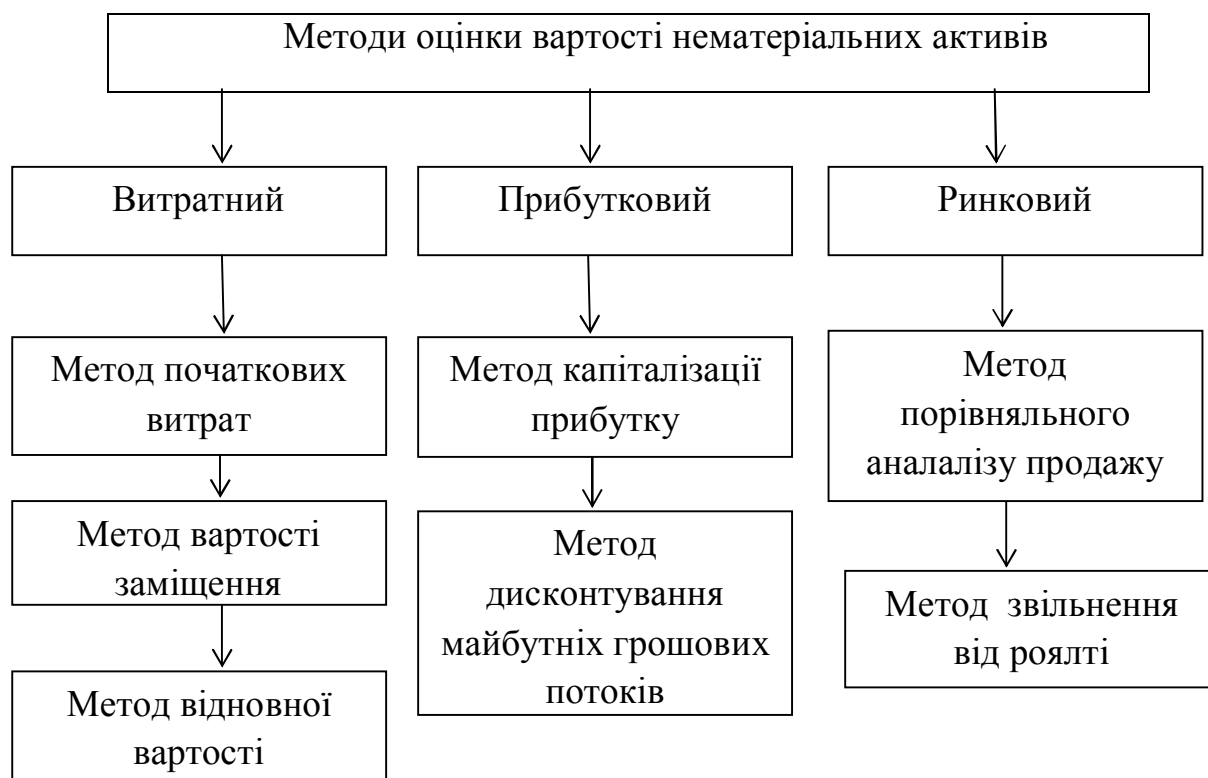 Методи оцінки вартості нематеріальних активів
Витратний
Прибутковий
Ринковий
Метод початкових
витрат
Метод капіталізації
прибутку
Метод
порівняльного
аналалізу продажу
Метод вартості
заміщення
Метод
дисконтування
майбутніх грошових
потоків
Метод звільнення
від роялті
Метод відновної
вартості